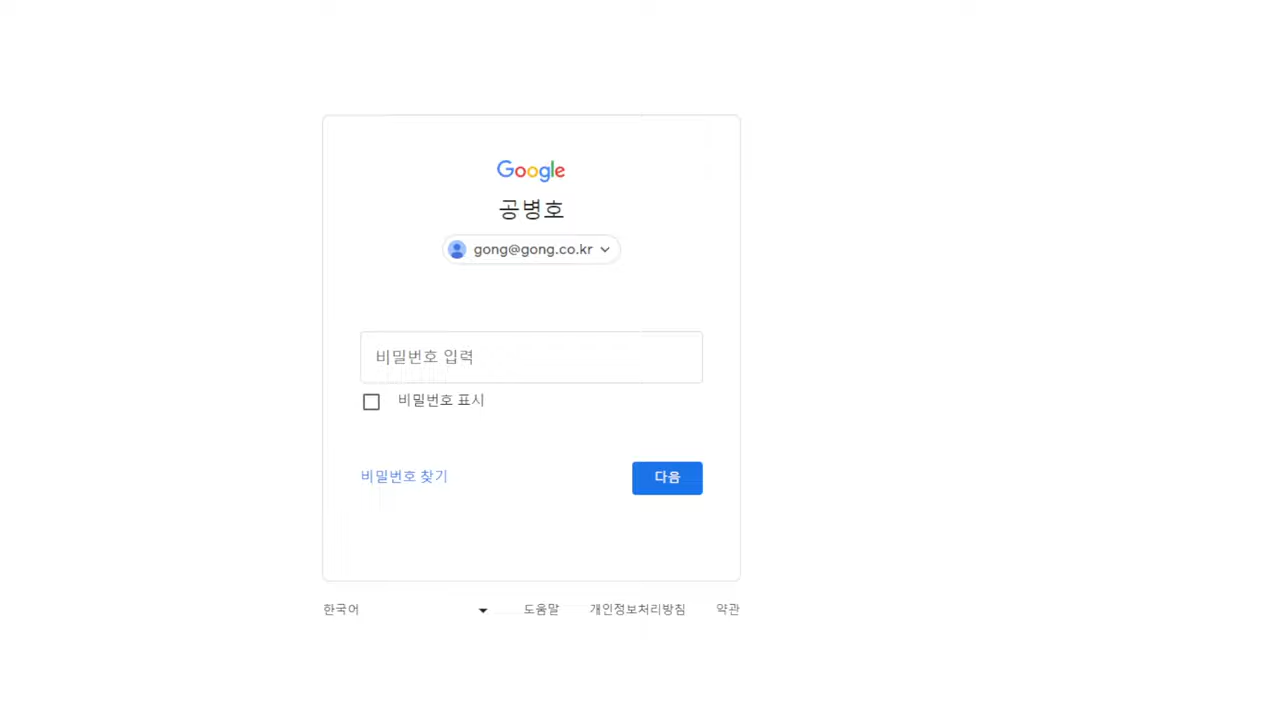 Google
공병호
gong@gong.co.kr
비밀번호 입력
비밀번호 표시
비밀번호 찾기
다음
한국어 도움말 개인정보처리방침 약관